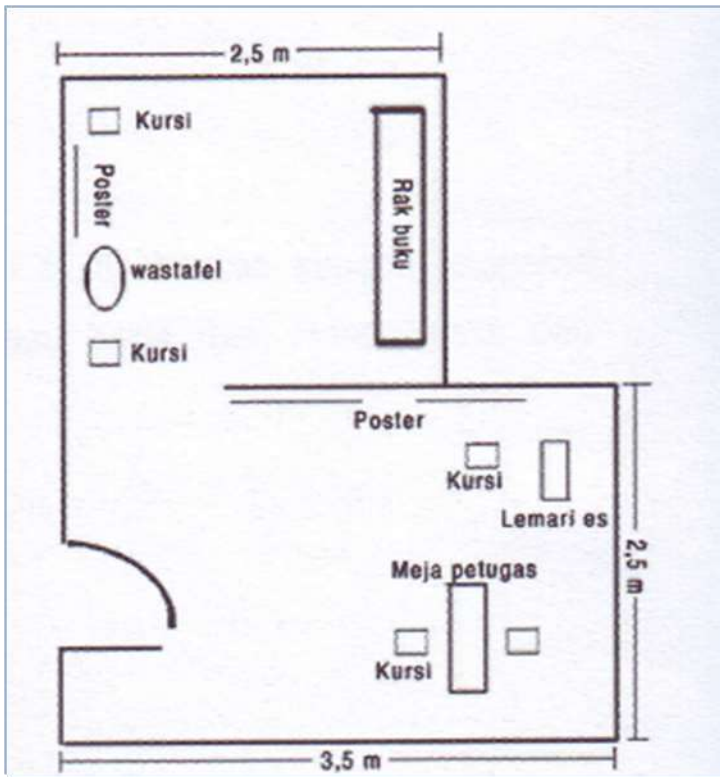 2,5 m
Kursi
Poster
Rak buku
wastafel
Kursi
Poster
Kursi
Lemari es
Meja petugas
2,5 m
Kursi
3,5 m